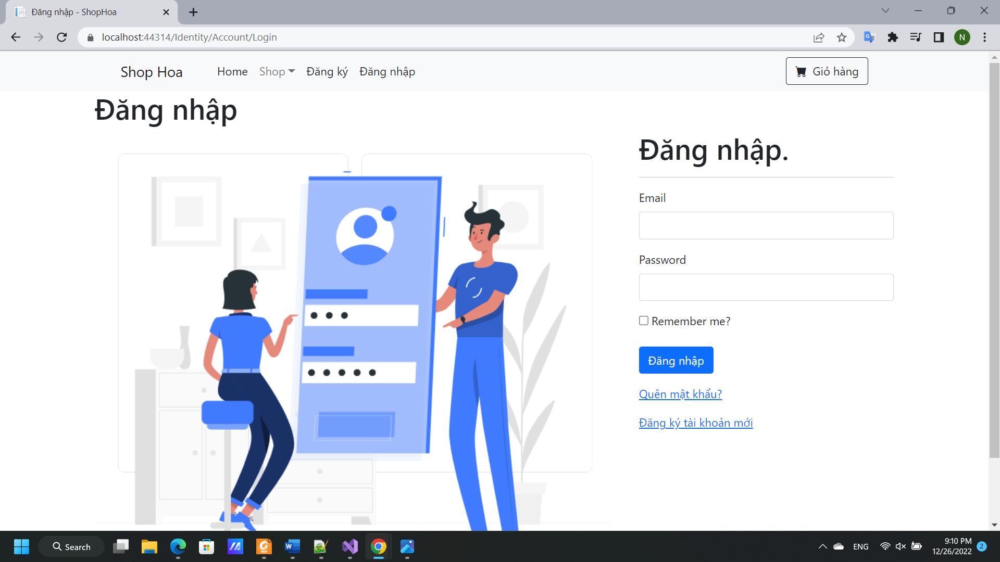 Đăng nhập - ShopHoa
localhost:44314/Identity/Account/Login
N
Shop Hoa
Home
Shop
Đăng ký
Đăng nhập
Giỏ hàng
Đăng nhập
Đăng nhập.
Email
Password
Remember me?
Đăng nhập
Quên mật khẩu?
Đăng ký tài khoản mới
Search
PDF
W
ENG
9:10 PM
12/26/2022
2